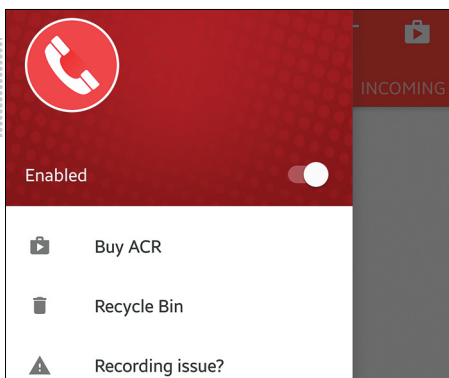 INCOMING
Enabled
Buy ACR
Recycle Bin
Recording issue?